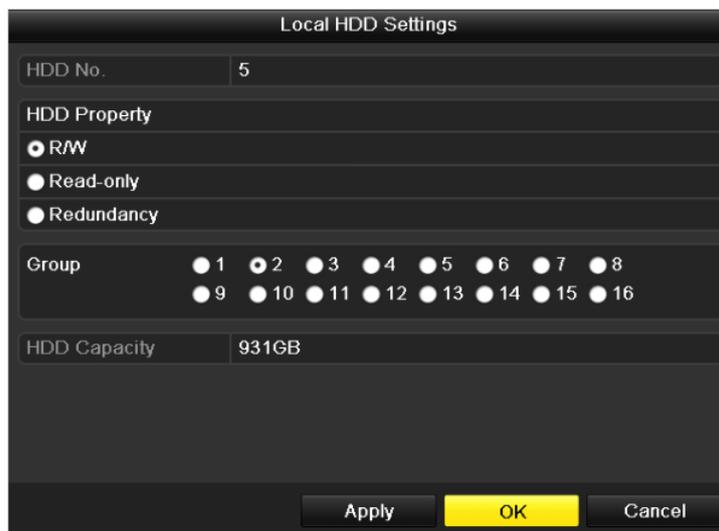 Local HDD Settings
HDD No. 5
HDD Property
R/W
Read-only
Redundancy
Group 1 2 3 4 5 6 7 8
9 10 11 12 13 14 15 16
HDD Capacity 931GB
Apply OK Cancel